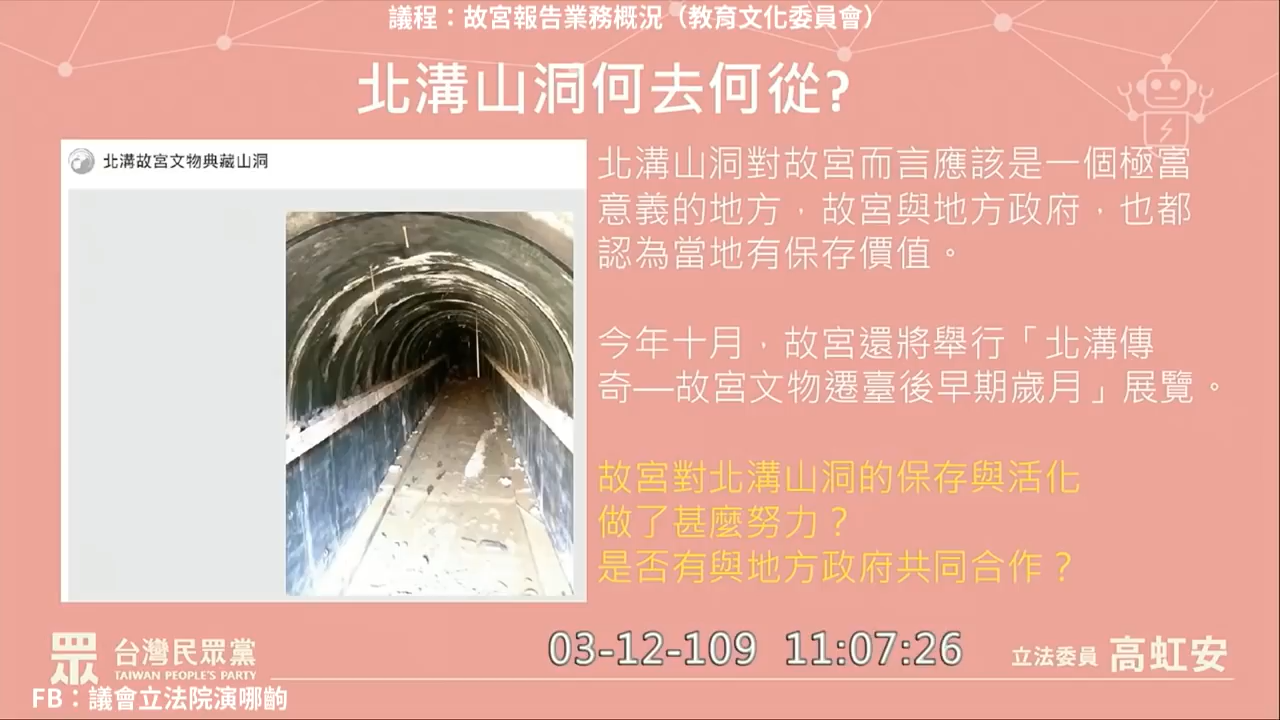 議程：故宮報告業務概況（教育文化委員會）
北溝山洞何去何從?
北溝故宮文物典藏山洞
北溝山洞對故宮而言應該是一個極富
意義的地方，故宮與地方政府，也都
認為當地有保存價值。
今年十月，故宮還將舉行「北溝傳
奇──故宮文物遷臺後早期歲月」展覽。
故宮對北溝山洞的保存與活化
做了甚麼努力？
是否有與地方政府共同合作？
眾 台灣民眾黨
TAIWAN PEOPLE'S PARTY
03-12-109 11:07:26
立法委員 高虹安
FB：議會立法院演哪齣